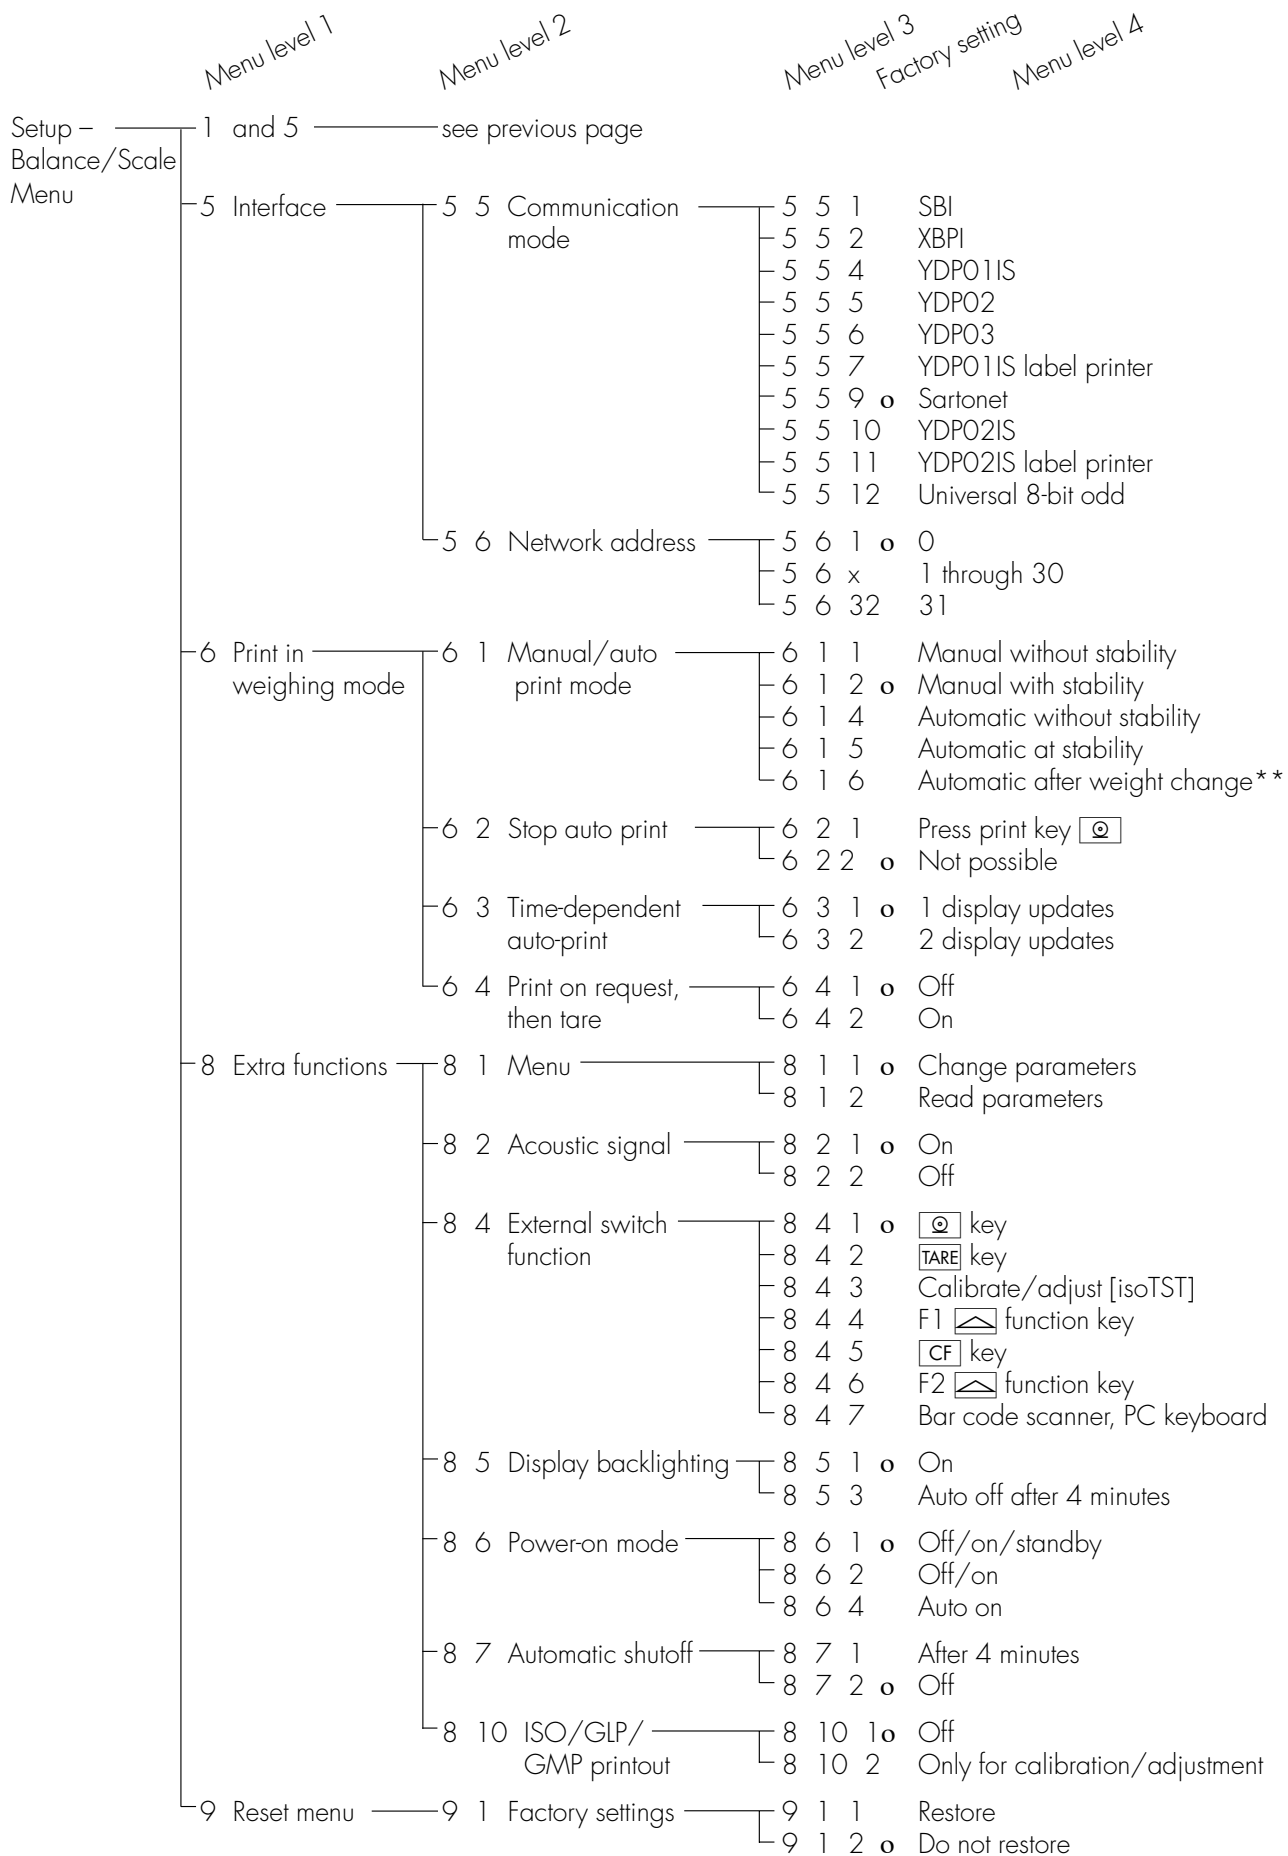 Menu level 1 Menu level 2 Menu level 3 Factory setting Menu level 4
Setup – 1 and 5 see previous page
Balance/Scale
Menu
5 Interface 5 5 Communication 5 5 1 SBI
mode 5 5 2 XBPI
5 5 4 YDP01IS
5 5 5 YDP02
5 5 6 YDP03
5 5 7 YDP01IS label printer
5 5 9 o Sartonet
5 5 10 YDP02IS
5 5 11 YDP02IS label printer
5 5 12 Universal 8-bit odd
5 6 Network address 5 6 1 o 0
5 6 x 1 through 30
5 6 32 31
6 Print in 6 1 Manual/auto 6 1 1 Manual without stability
weighing mode print mode 6 1 2 o Manual with stability
6 1 4 Automatic without stability
6 1 5 Automatic at stability
6 1 6 Automatic after weight change**
6 2 Stop auto print 6 2 1 Press print key
6 2 2 o Not possible
6 3 Time-dependent 6 3 1 o 1 display updates
auto-print 6 3 2 2 display updates
6 4 Print on request, 6 4 1 o Off
then tare 6 4 2 On
8 Extra functions 8 1 Menu 8 1 1 o Change parameters
8 1 2 Read parameters
8 2 Acoustic signal 8 2 1 o On
8 2 2 Off
8 4 External switch 8 4 1 o key
function 8 4 2 TARE key
8 4 3 Calibrate/adjust [isoTST]
8 4 4 F1 function key
8 4 5 CF key
8 4 6 F2 function key
8 4 7 Bar code scanner, PC keyboard
8 5 Display backlighting 8 5 1 o On
8 5 3 Auto off after 4 minutes
8 6 Power-on mode 8 6 1 o Off/on/standby
8 6 2 Off/on
8 6 4 Auto on
8 7 Automatic shutoff 8 7 1 After 4 minutes
8 7 2 o Off
8 10 ISO/GLP/ 8 10 1 o Off
GMP printout 8 10 2 Only for calibration/adjustment
9 Reset menu 9 1 Factory settings 9 1 1 Restore
9 1 2 o Do not restore